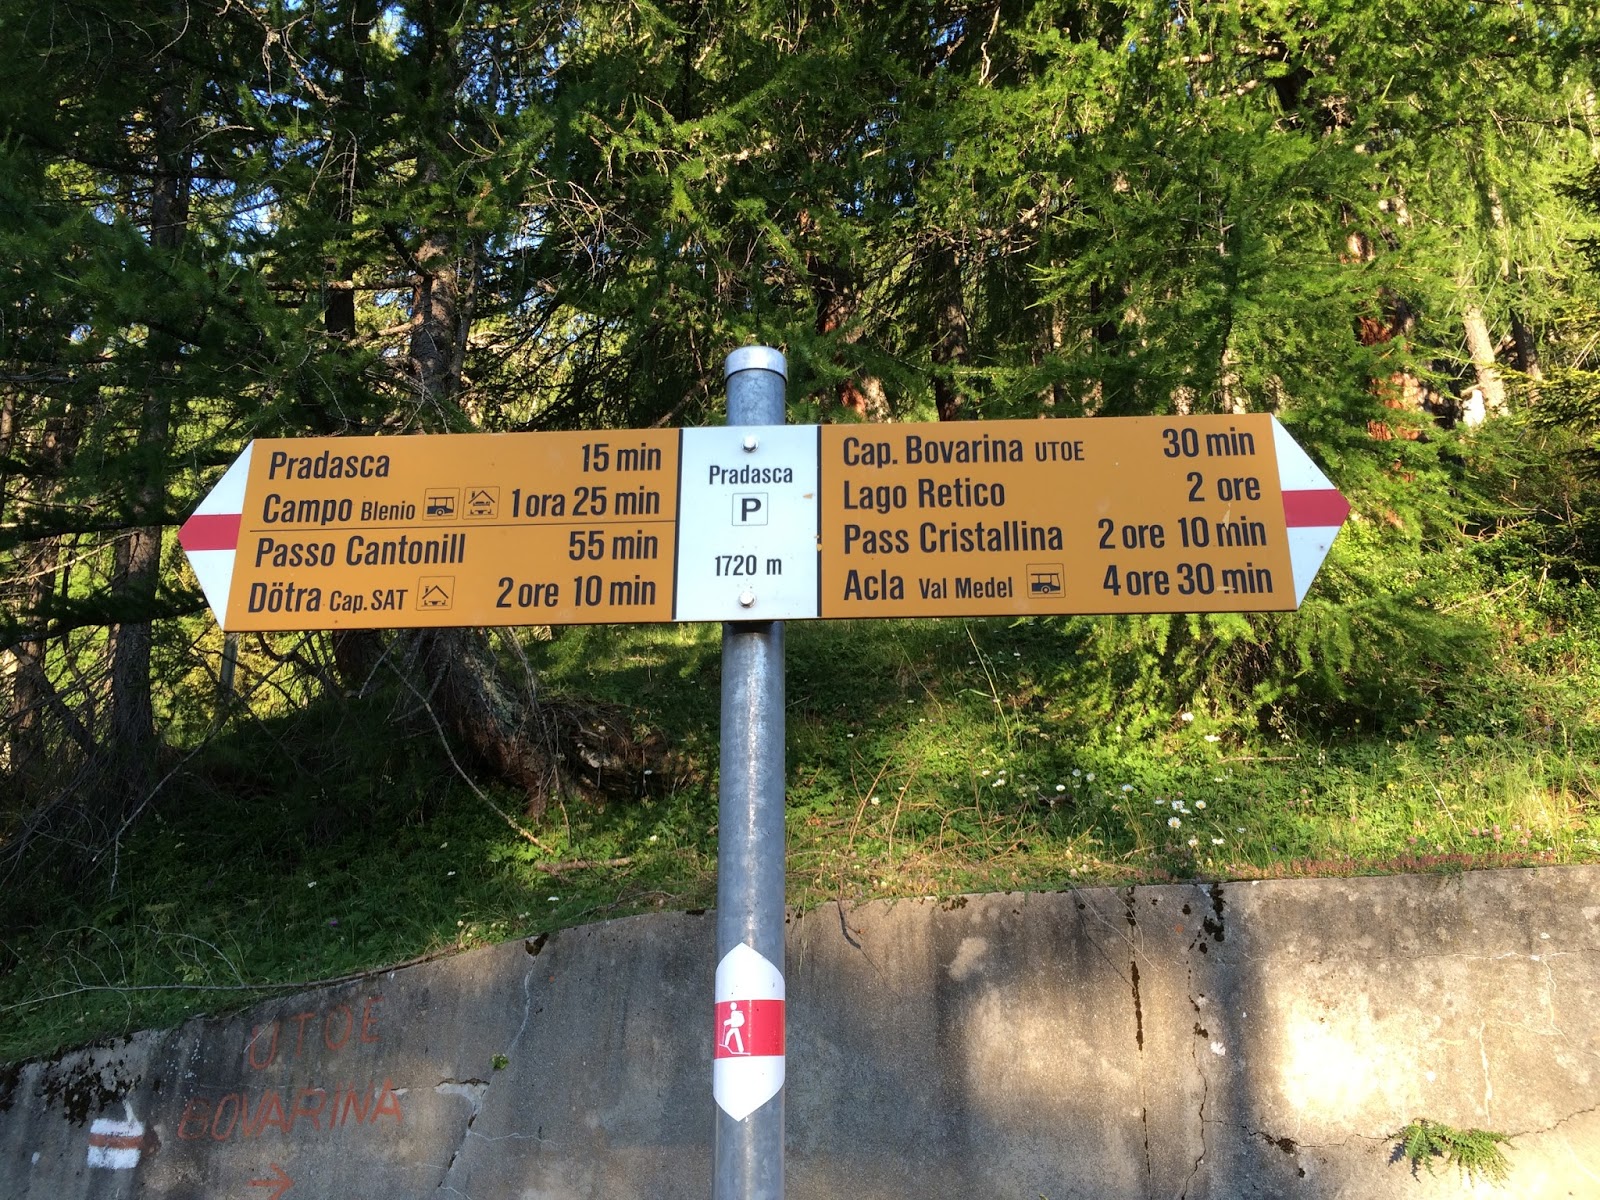 Pradasca 15 min
Campo Blenio 1 ora 25 min
Passo Cantonill 55 min
Dötra Cap. SAT 2 ore 10 min
Pradasca
P
1720 m
Cap. Bovarina UTOE 30 min
Lago Retico 2 ore
Pass Cristallina 2 ore 10 min
Acla Val Medel 4 ore 30 min
UTOE
BOVARINA
→